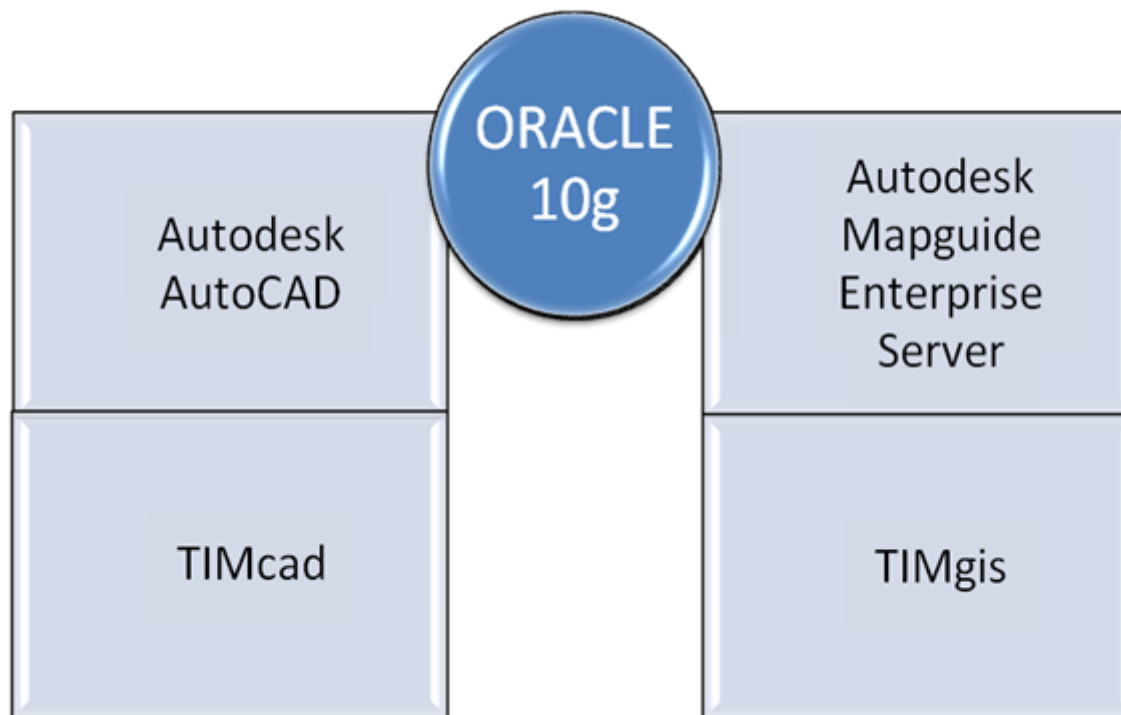 ORACLE
10g
Autodesk
AutoCAD
Autodesk
Mapguide
Enterprise
Server
TIMcad
TIMgis